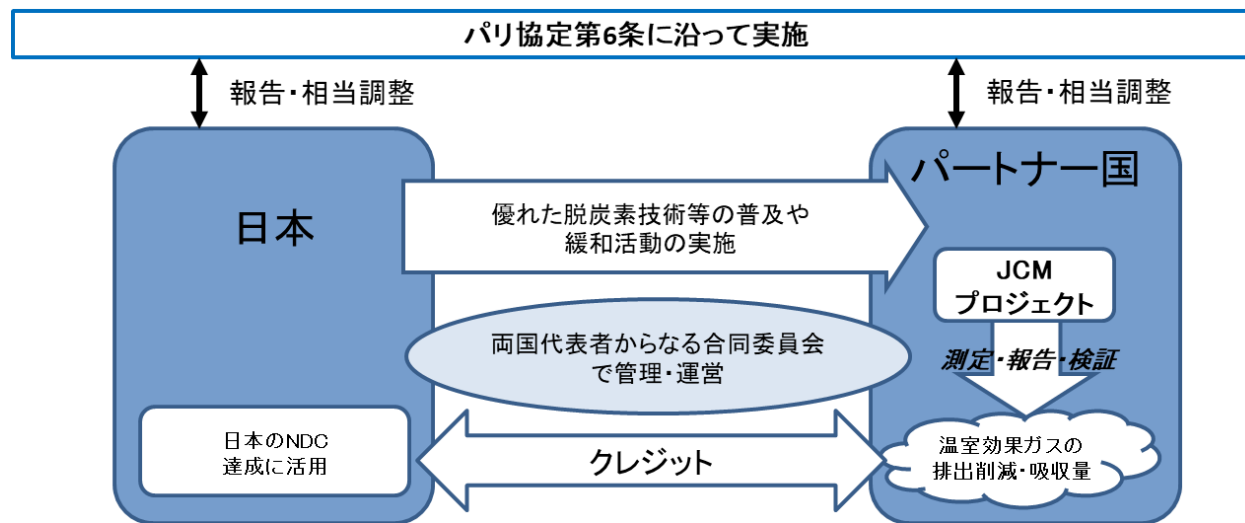 パリ協定第6条に沿って実施
報告・相当調整
報告・相当調整
日本
パートナー国
優れた脱炭素技術等の普及や
緩和活動の実施
JCM
プロジェクト
両国代表者からなる合同委員会
で管理・運営
測定・報告・検証
日本のNDC
達成に活用
クレジット
温室効果ガスの
排出削減・吸収量